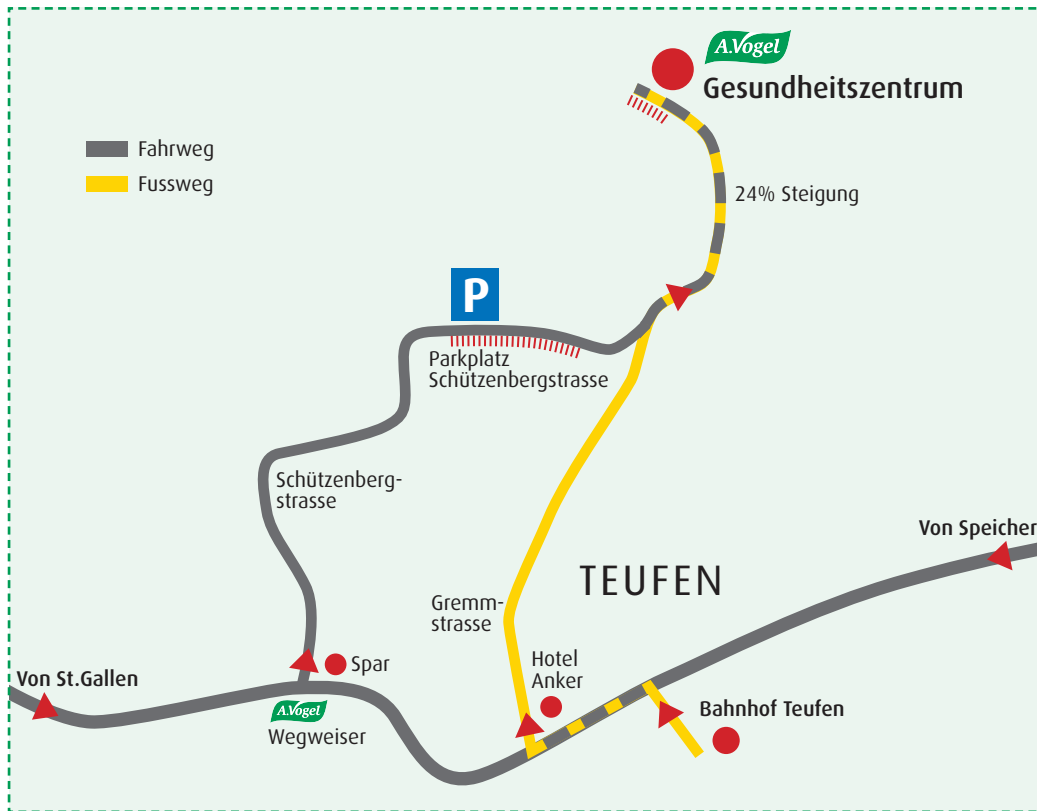 A.Vogel
Gesundheitszentrum
Fahrweg
Fussweg
24% Steigung
P
Parkplatz
Schützenbergstrasse
Schützenberg-
strasse
Von Speicher
TEUFEN
Gremm-
strasse
Hotel
Anker
Spar
Von St.Gallen
A.Vogel
Wegweiser
Bahnhof Teufen